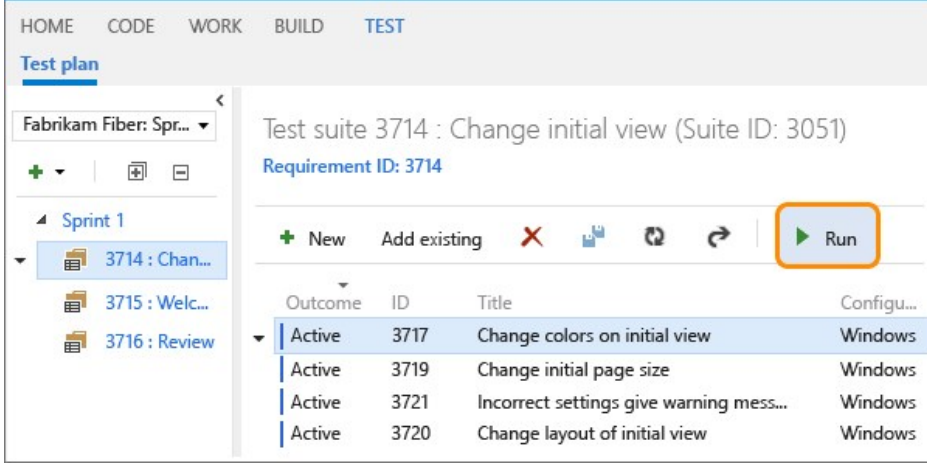 HOME CODE WORK BUILD TEST
Test plan
Fabrikam Fiber: Spr...
Sprint 1
3714 : Chan...
3715 : Welc...
3716 : Review
Test suite 3714 : Change initial view (Suite ID: 3051)
Requirement ID: 3714
New Add existing Run
Outcome ID Title Configu...
Active 3717 Change colors on initial view Windows
Active 3719 Change initial page size Windows
Active 3721 Incorrect settings give warning mess... Windows
Active 3720 Change layout of initial view Windows